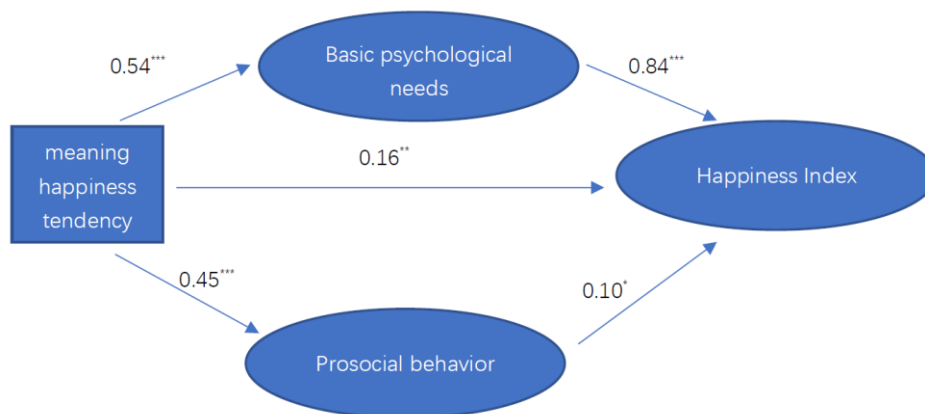 Basic psychological
needs
0.54***
0.84***
meaning
happiness
tendency
0.16**
Happiness Index
0.45***
0.10*
Prosocial behavior